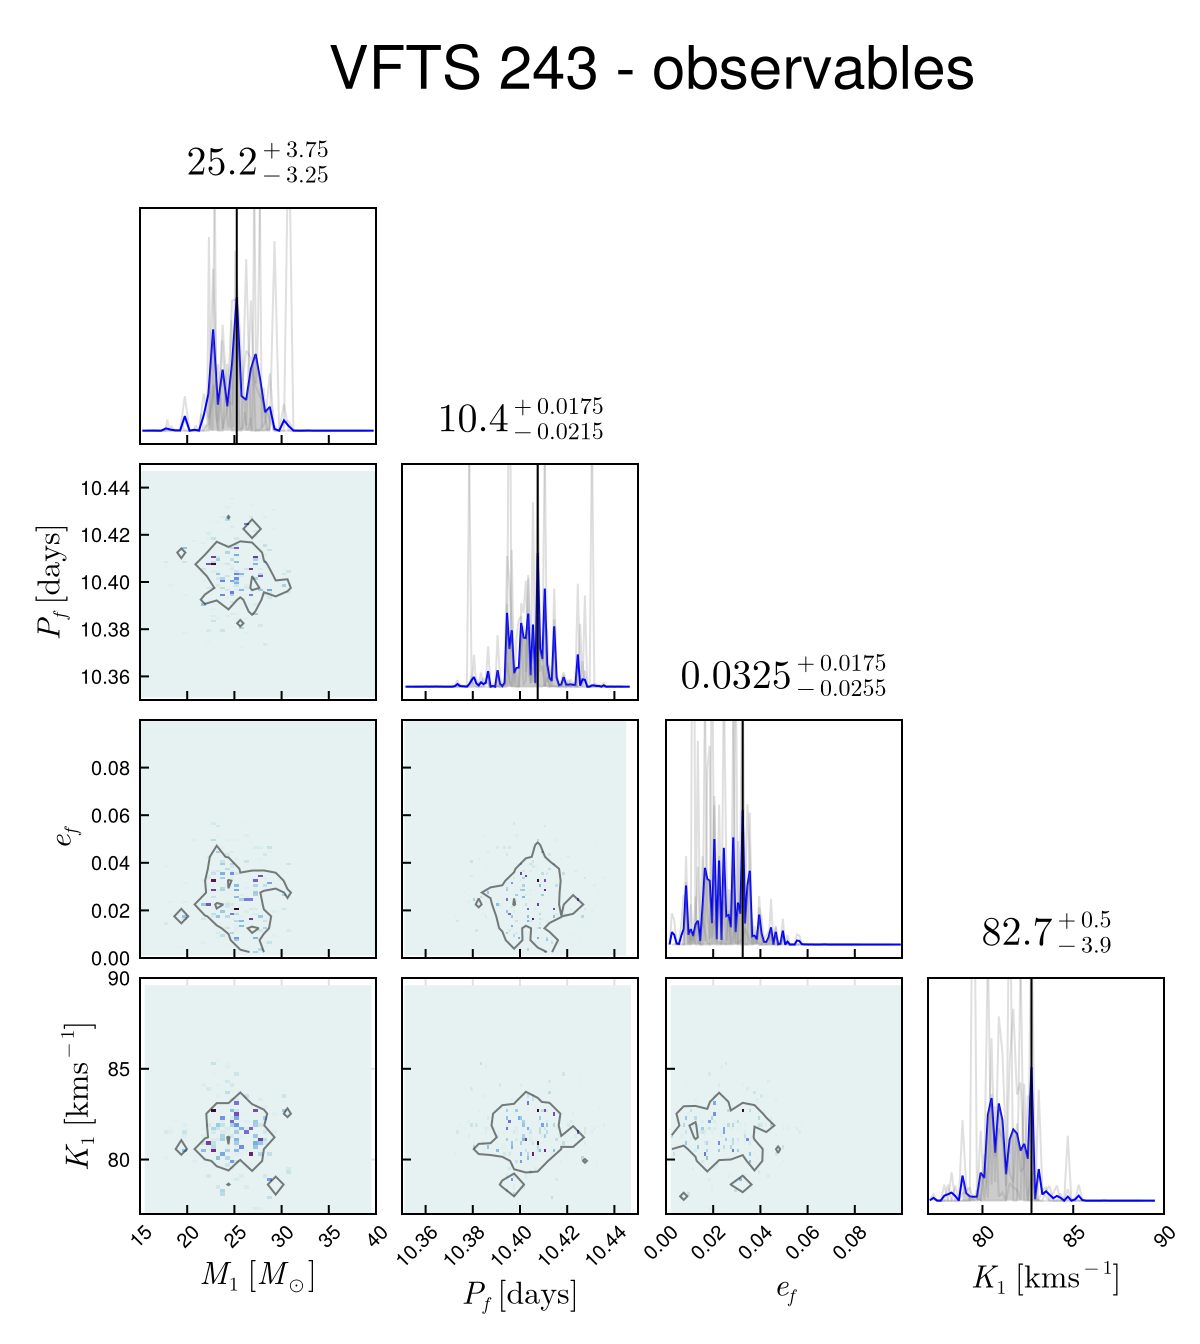 VFTS 243 - observables
25.2 +3.75 −3.25
10.4 +0.0175 −0.0215
10.44
10.42
10.40
10.38
10.36
P_f [days]
0.0325 +0.0175 −0.0255
0.08
0.06
0.04
0.02
0.00
e_f
82.7 +0.5 −3.9
90
85
80
K_1 [kms^−1]
15 20 25 30 35 40
10.36 10.38 10.40 10.42 10.44
0.00 0.02 0.04 0.06 0.08
80 85 90
M_1 [M_⊙]
P_f [days]
e_f
K_1 [kms^−1]